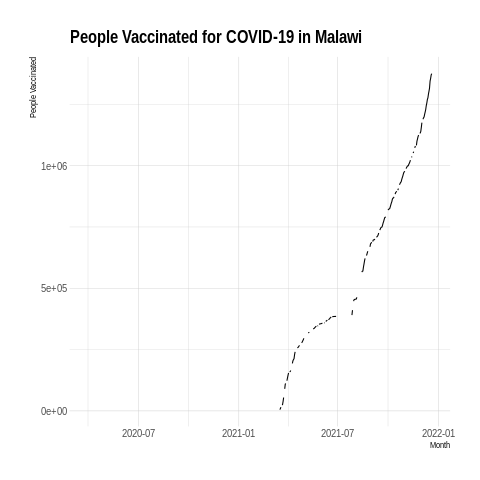 People Vaccinated for COVID-19 in Malawi
People Vaccinated
1e+06
5e+05
0e+00
2020-07 2021-01 2021-07 2022-01
Month